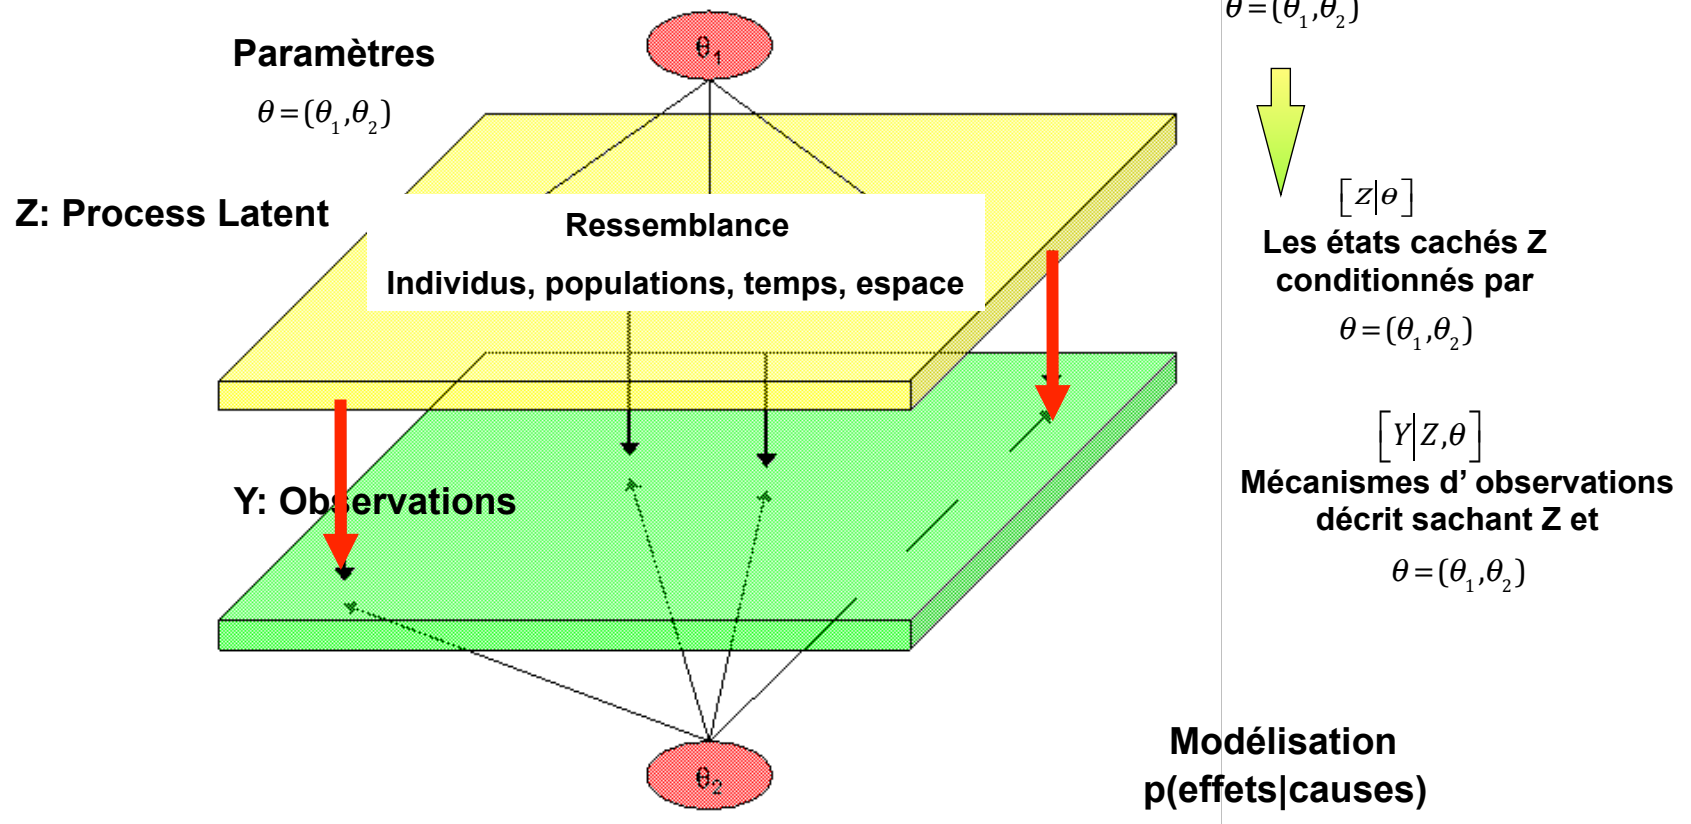 θ=(θ1,θ2)
θ1
Paramètres
θ=(θ1,θ2)
Z: Process Latent
Ressemblance
Individus, populations, temps, espace
[Z|θ]
Les états cachés Z
conditionnés par
θ=(θ1,θ2)
[Y|Z,θ]
Mécanismes d’ observations
décrit sachant Z et
θ=(θ1,θ2)
Y: Observations
θ2
Modélisation
p(effets|causes)